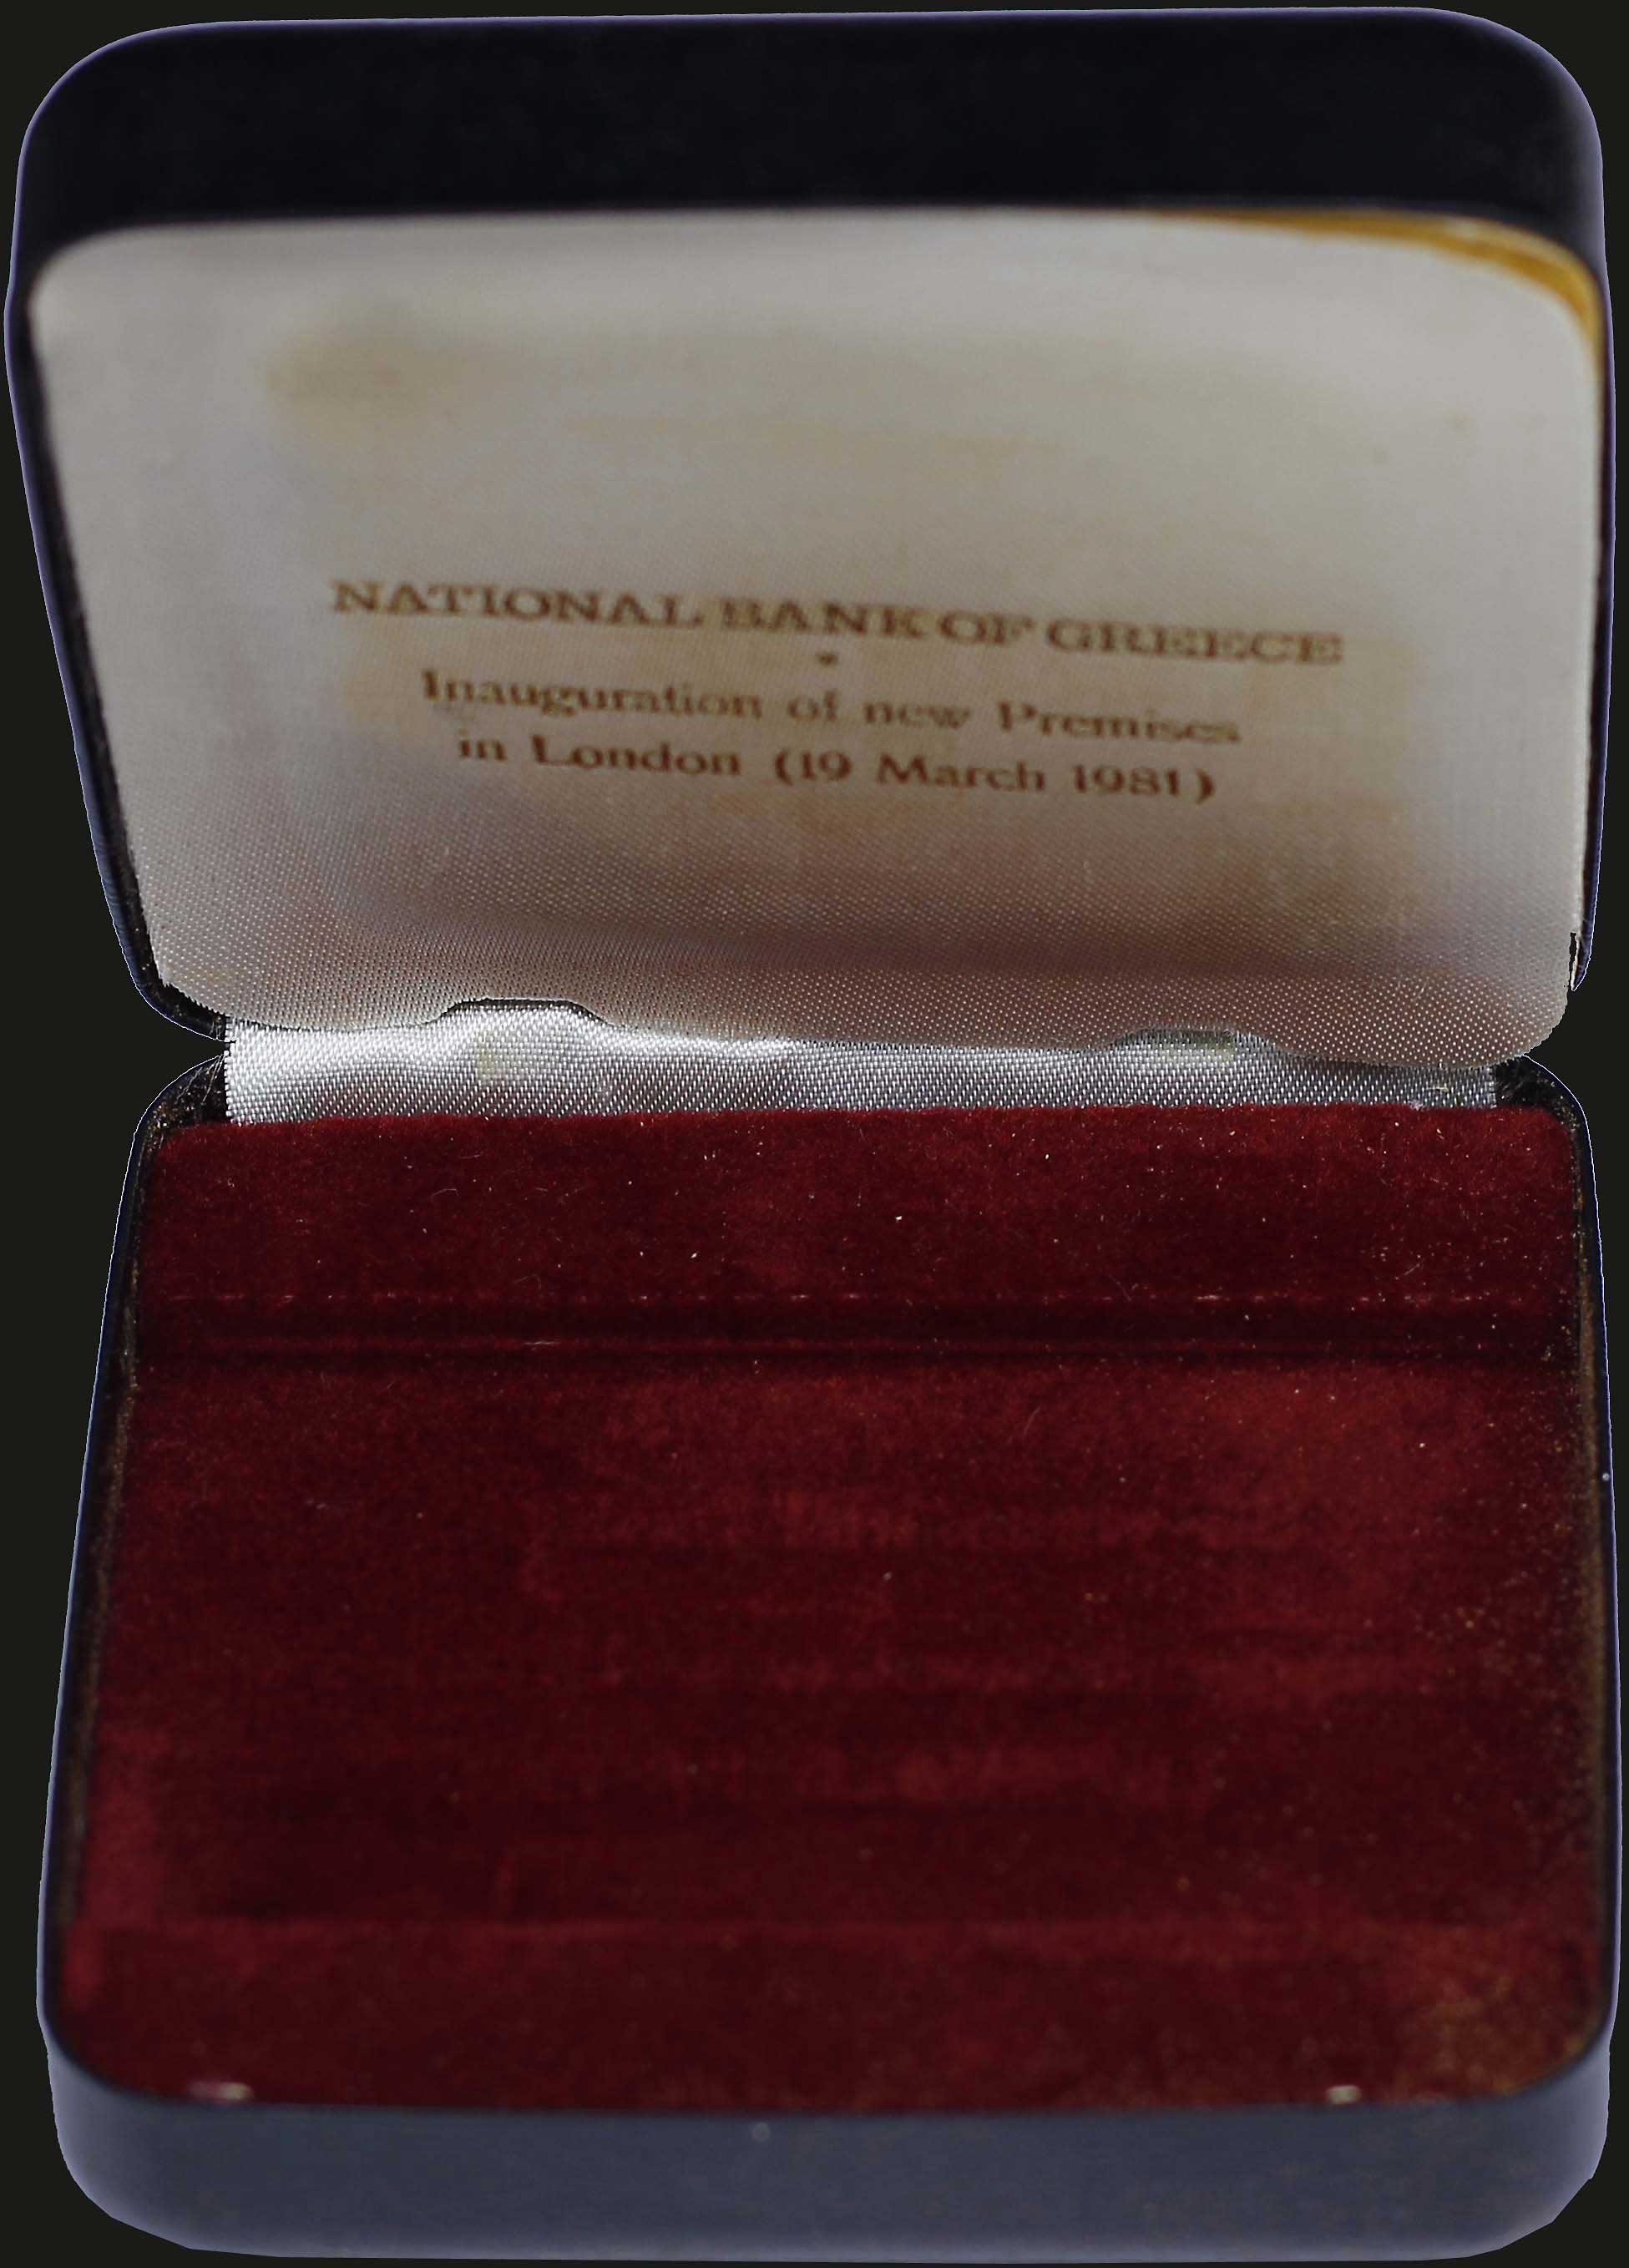 NATIONAL BANK OF GREECE
•
Inauguration of new Premises
in London (19 March 1981)